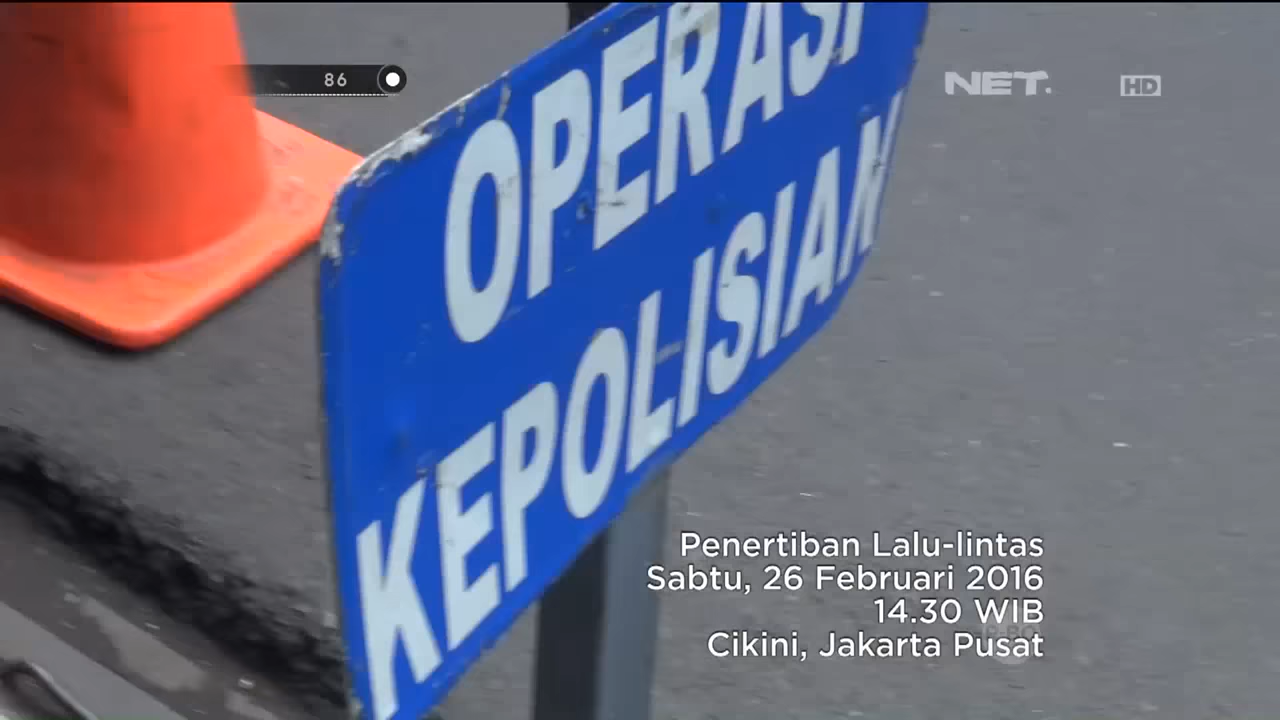 86
NET.
HD
OPERASI
KEPOLISIAN
Penertiban Lalu-lintas
Sabtu, 26 Februari 2016
14.30 WIB
Cikini, Jakarta Pusat